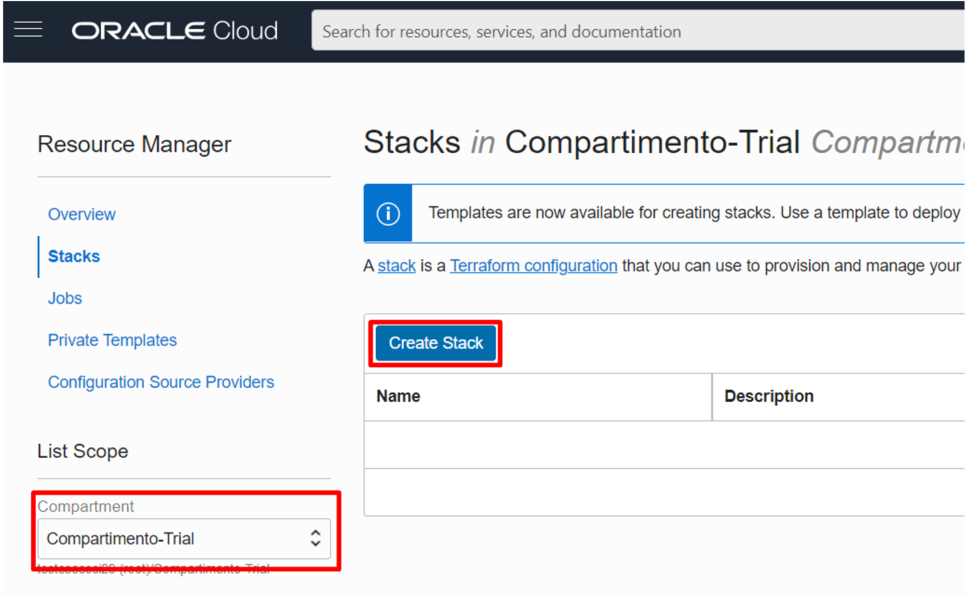 ORACLE Cloud
Search for resources, services, and documentation
Resource Manager
Overview
Stacks
Jobs
Private Templates
Configuration Source Providers
List Scope
Compartment
Compartimento-Trial
(root)/Compartimento-Trial
Stacks in Compartimento-Trial
Templates are now available for creating stacks. Use a template to deploy
A stack is a Terraform configuration that you can use to provision and manage your
Create Stack
Name Description